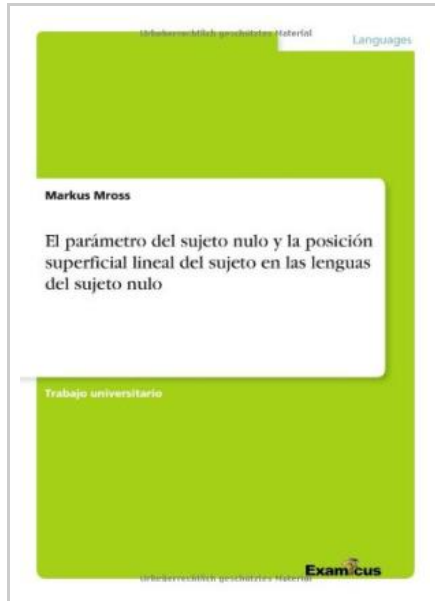 Urheberrechtlich geschütztes Material
Languages
Markus Mross
El parámetro del sujeto nulo y la posición
superficial lineal del sujeto en las lenguas
del sujeto nulo
Trabajo universitario
Examicus
Urheberrechtlich geschütztes Material